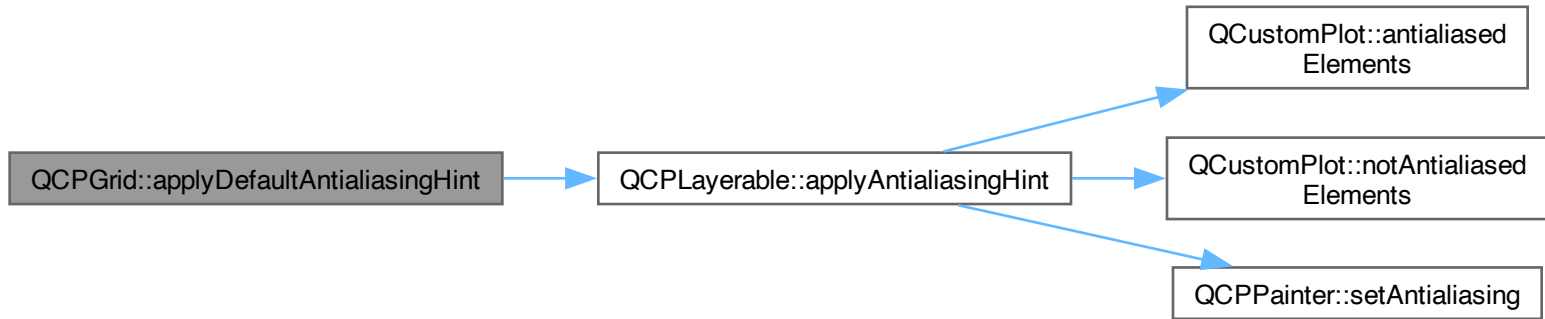 QCPGrid::applyDefaultAntialiasingHint
QCPLayerable::applyAntialiasingHint
QCustomPlot::antialiased
Elements
QCustomPlot::notAntialiased
Elements
QCPPainter::setAntialiasing